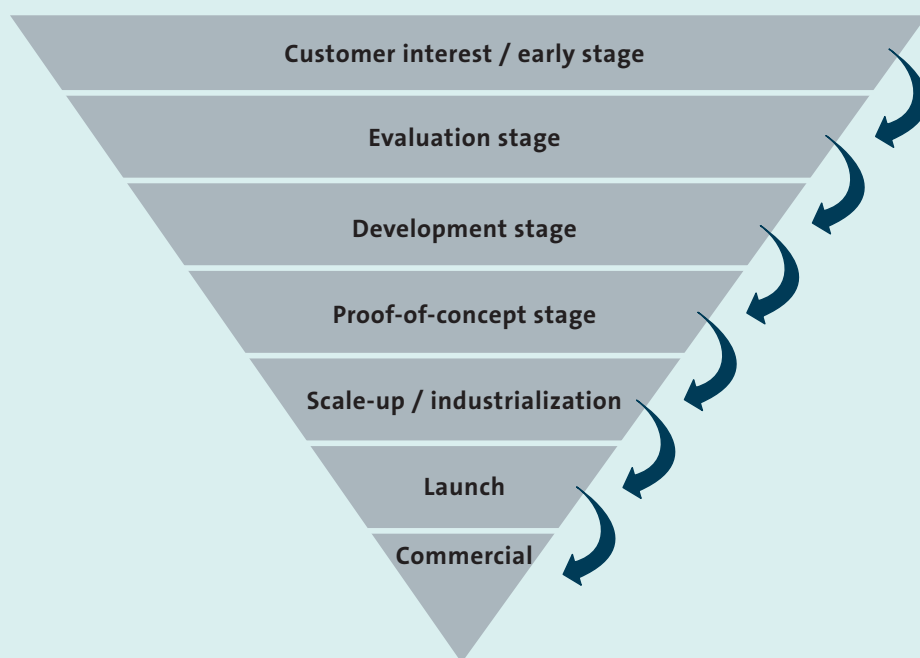 Customer interest / early stage
Evaluation stage
Development stage
Proof-of-concept stage
Scale-up / industrialization
Launch
Commercial